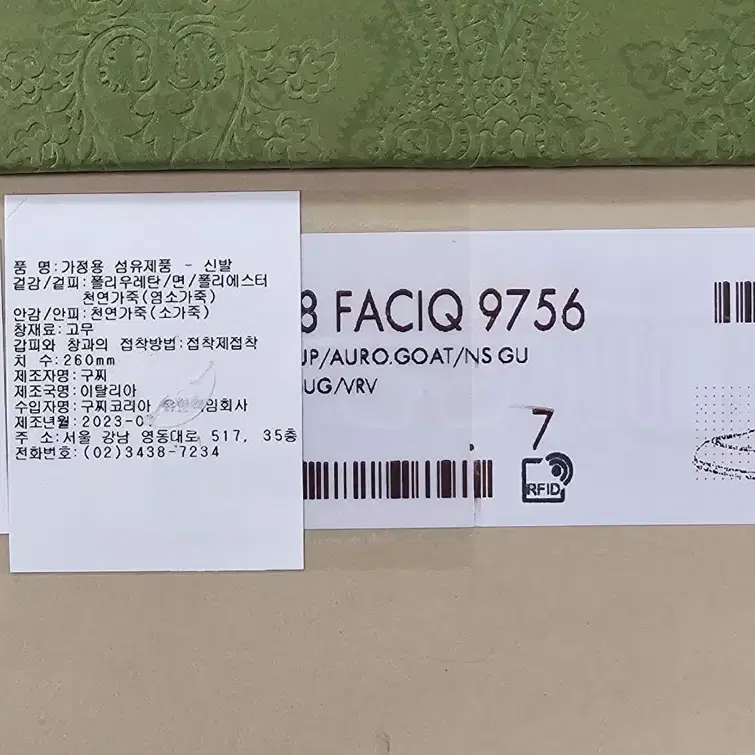 품 명:가정용 섬유제품 - 신발
겉감/겉피:폴리우레탄/면/폴리에스터
천연가죽(염소가죽)
안감/안피:천연가죽(소가죽)
창재료:고무
갑피와 창과의 접착방법:접착제접착
치 수:260mm
제조자명:구찌
제조국명:이탈리아
수입자명:구찌코리아 유한책임회사
제조년월:2023-0
주 소:서울 강남 영동대로 517, 35층
전화번호:(02)3438-7234
8 FACIQ 9756
UP/AURO.GOAT/NS GU
UG/VRV
7
RFID